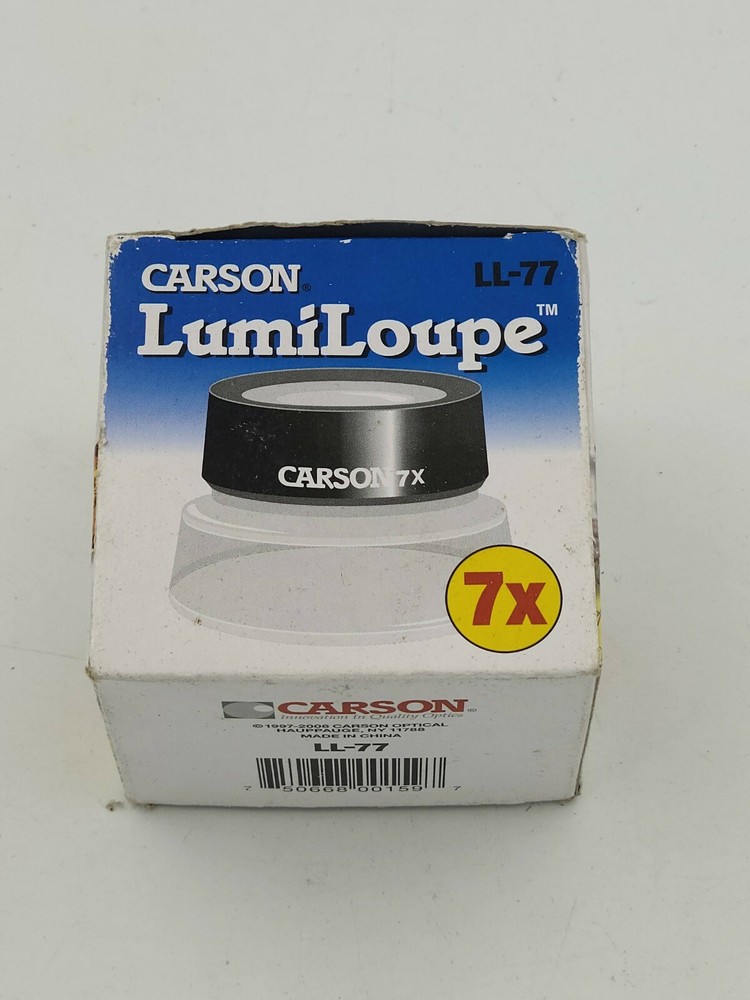 CARSON® LL-77
LumiLoupe™
CARSON 7X
7x
CARSON®
Innovation In Quality Optics
©1997-2006 CARSON OPTICAL
HAUPPAUGE, NY 11788
MADE IN CHINA
LL-77
7 50668 00159 7